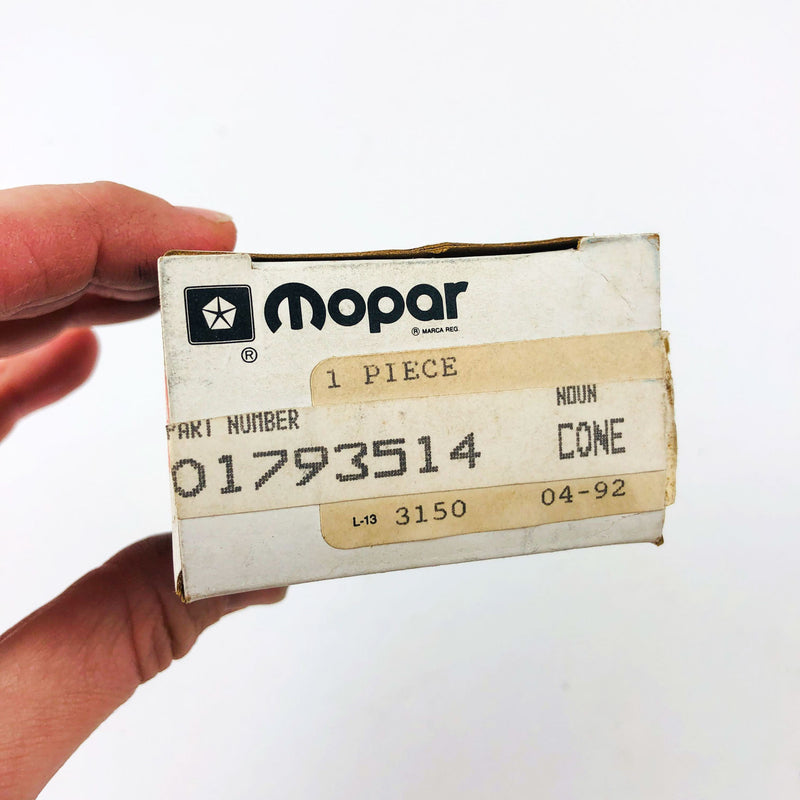 mopar
® MARCA REG.
®
1 PIECE
PART NUMBER
NOUN
01793514
CONE
L-13 3150 04-92